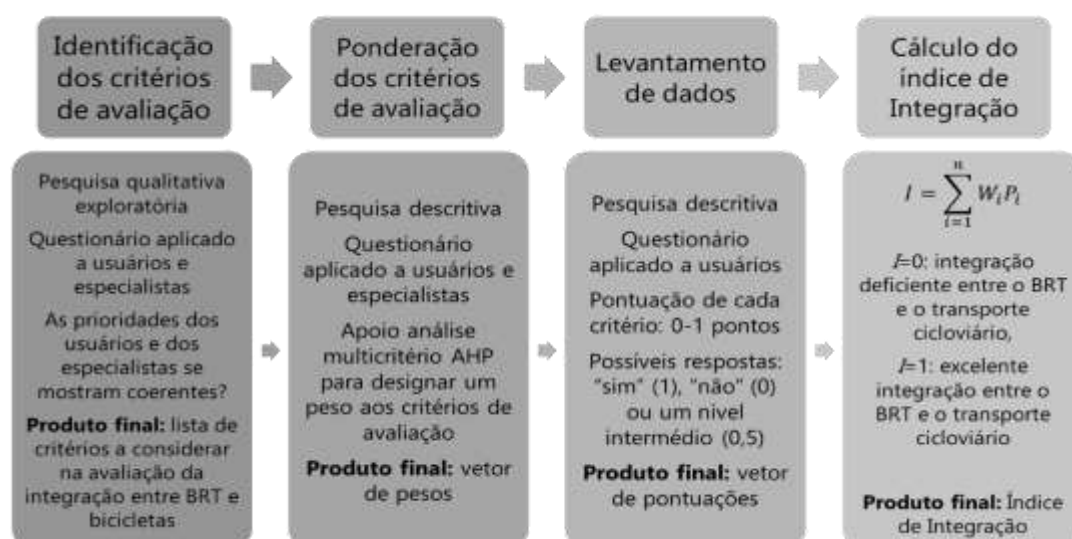 Identificação
dos critérios
de avaliação
Ponderação
dos critérios
de avaliação
Levantamento
de dados
Cálculo do
índice de
Integração
Pesquisa qualitativa
exploratória
Questionário aplicado
a usuários e
especialistas
As prioridades dos
usuários e dos
especialistas se
mostram coerentes?
Produto final: lista de
critérios a considerar
na avaliação da
integração entre BRT e
bicicletas
Pesquisa descritiva
Questionário
aplicado a usuários e
especialistas
Apoio análise
multicritério AHP
para designar um
peso aos critérios de
avaliação
Produto final: vetor
de pesos
Pesquisa descritiva
Questionário
aplicado a usuários
Pontuação de cada
critério: 0-1 pontos
Possíveis respostas:
"sim" (1), "não" (0)
ou um nivel
intermédio (0,5)
Produto final: vetor
de pontuações
I = ∑ⁿᵢ₌₁ WᵢPᵢ
I=0: integração
deficiente entre o BRT
e o transporte
cicloviário,
I=1: excelente
integração entre o
BRT e o transporte
cicloviário
Produto final: Índice
de Integração